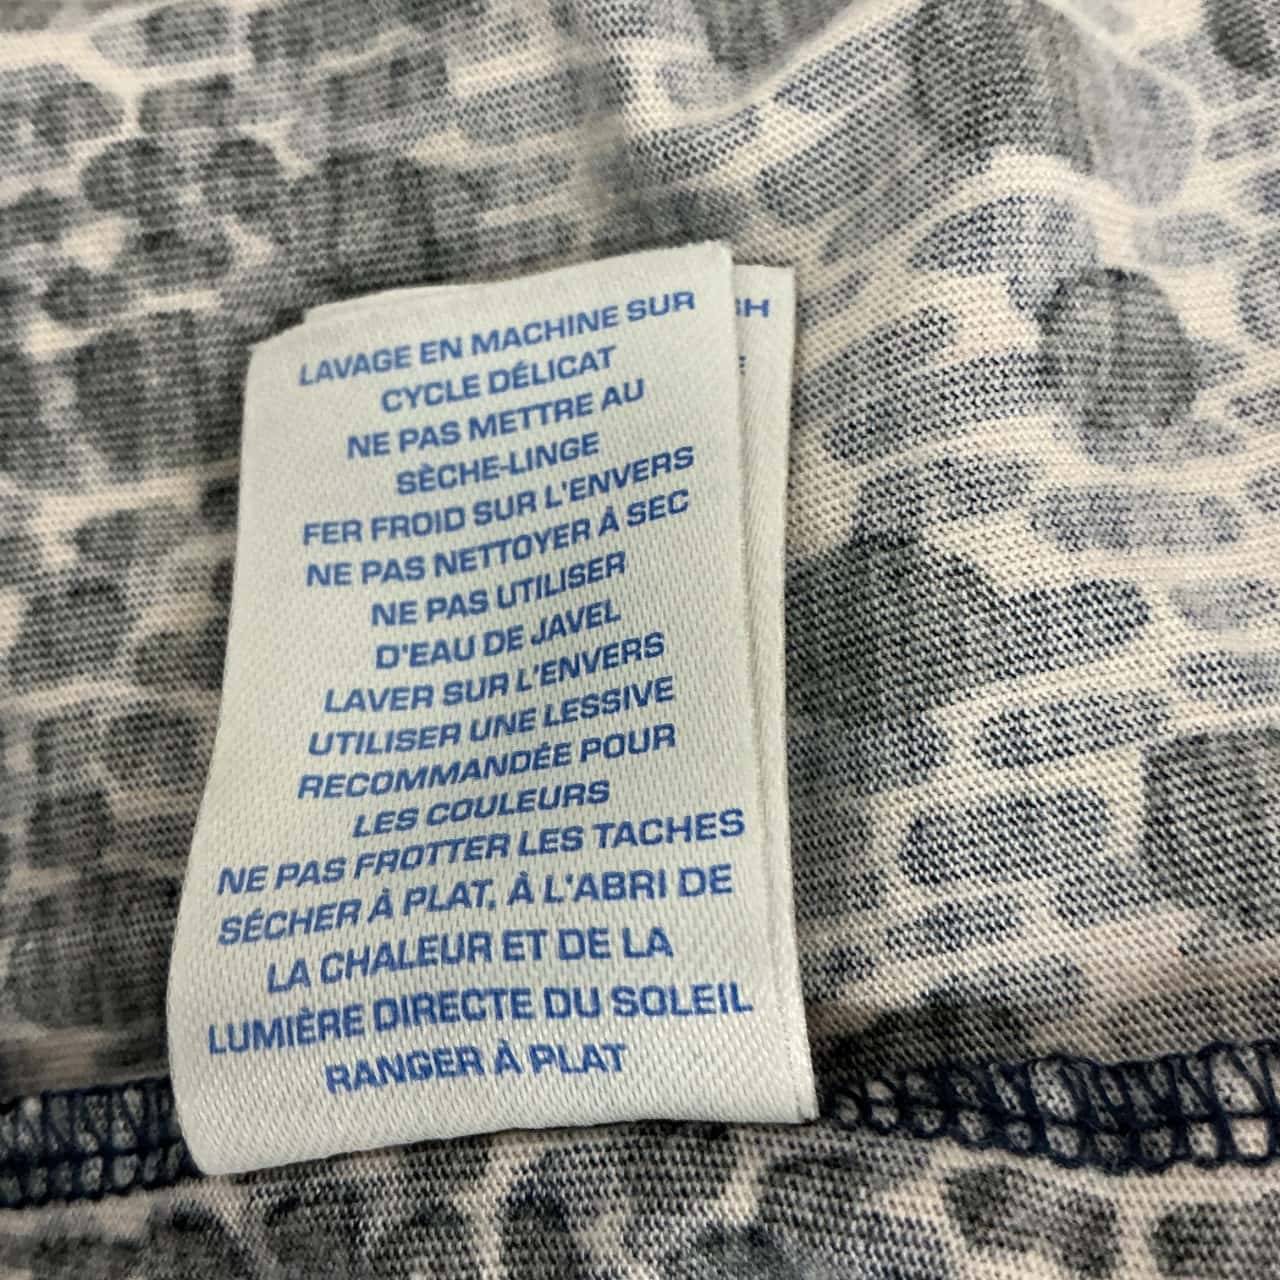 LAVAGE EN MACHINE SUR
CYCLE DÉLICAT
NE PAS METTRE AU
SÈCHE-LINGE
FER FROID SUR L'ENVERS
NE PAS NETTOYER À SEC
NE PAS UTILISER
D'EAU DE JAVEL
LAVER SUR L'ENVERS
UTILISER UNE LESSIVE
RECOMMANDÉE POUR
LES COULEURS
NE PAS FROTTER LES TACHES
SÉCHER À PLAT, À L'ABRI DE
LA CHALEUR ET DE LA
LUMIÈRE DIRECTE DU SOLEIL
RANGER À PLAT